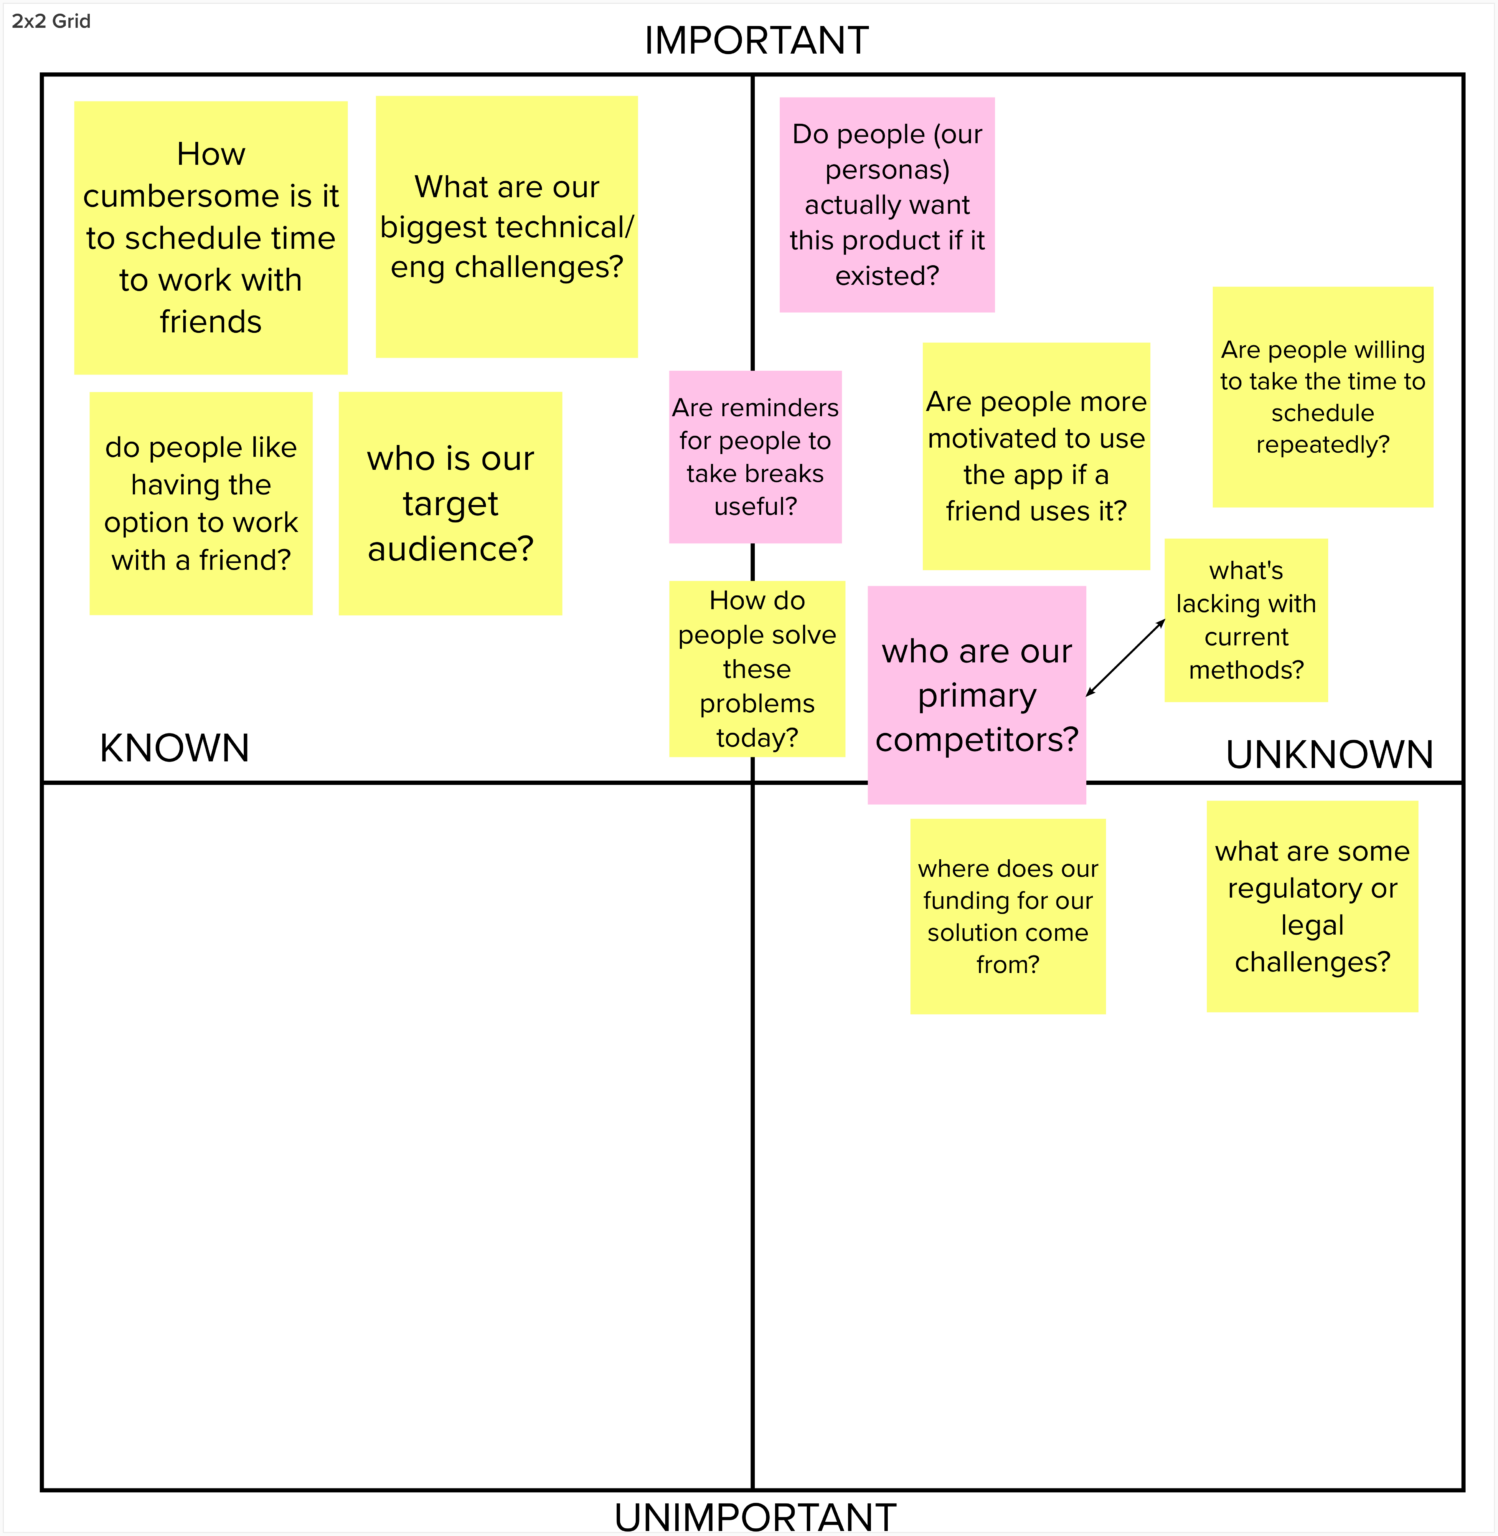 2x2 Grid
IMPORTANT
How
cumbersome is it
to schedule time
to work with
friends
What are our
biggest technical/
eng challenges?
Do people (our
personas)
actually want
this product if it
existed?
Are people willing
to take the time to
schedule
repeatedly?
do people like
having the
option to work
with a friend?
who is our
target
audience?
Are reminders
for people to
take breaks
useful?
Are people more
motivated to use
the app if a
friend uses it?
How do
people solve
these
problems
today?
who are our
primary
competitors?
what's
lacking with
current
methods?
KNOWN
UNKNOWN
where does our
funding for our
solution come
from?
what are some
regulatory or
legal
challenges?
UNIMPORTANT